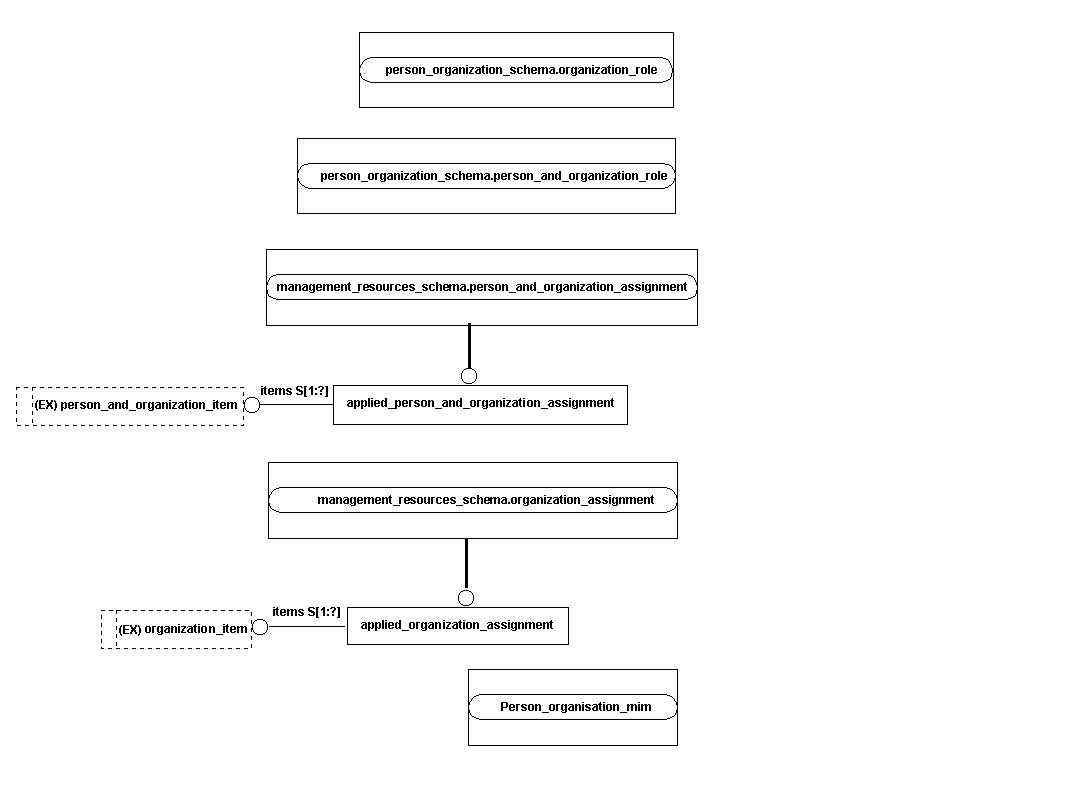 person_organization_schema.organization_role
person_organization_schema.person_and_organization_role
management_resources_schema.person_and_organization_assignment
items S[1:?]
(EX) person_and_organization_item
applied_person_and_organization_assignment
management_resources_schema.organization_assignment
items S[1:?]
(EX) organization_item
applied_organization_assignment
Person_organisation_mim